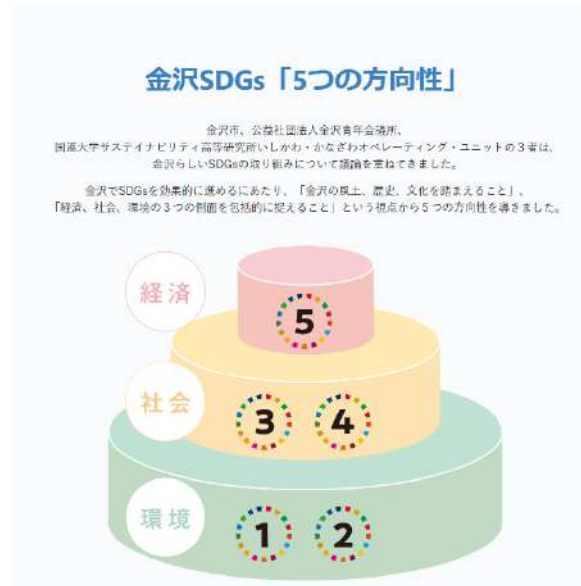 金沢SDGs「5つの方向性」
金沢市、公益社団法人金沢青年会議所、
国連大学サステイナビリティ高等研究所いしかわ・かなざわオペレーティング・ユニットの3者は、
金沢らしいSDGsの取り組みについて議論を重ねてきました。
金沢でSDGsを効果的に進めるにあたり、「金沢の風土、歴史、文化を踏まえること」、
「経済、社会、環境の3つの側面を包括的に捉えること」という視点から5つの方向性を導きました。
経済
5
社会
3 4
環境
1 2